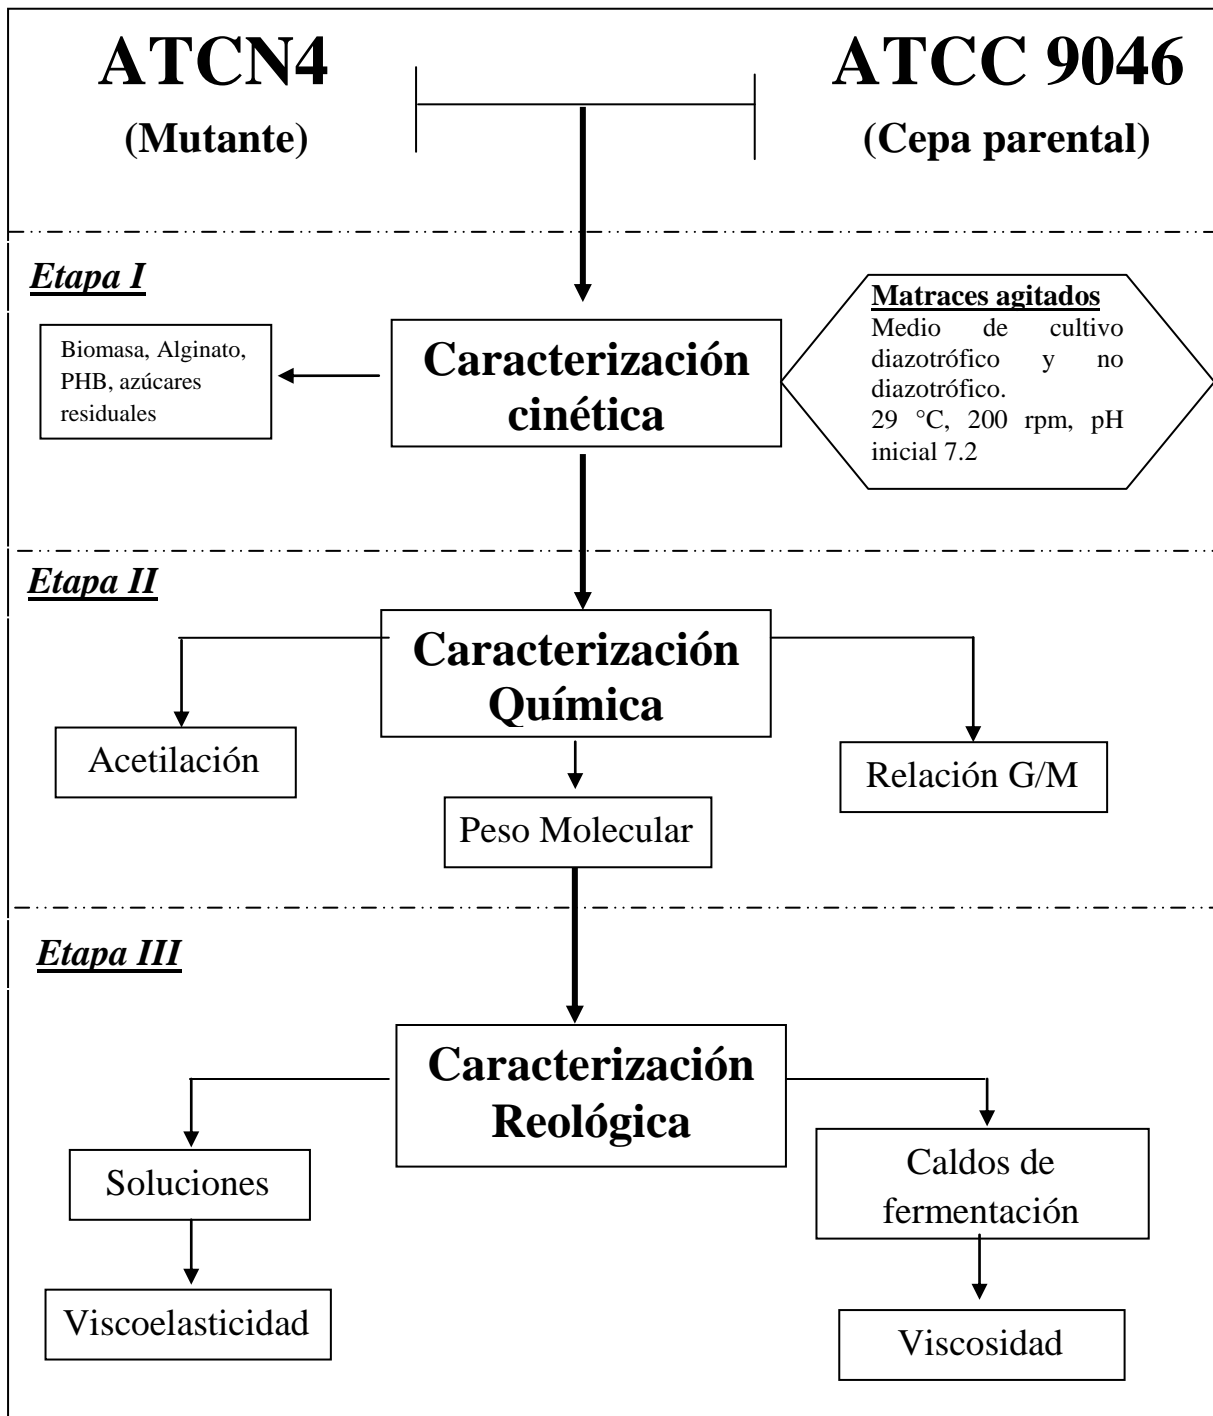 ATCN4
(Mutante)
ATCC 9046
(Cepa parental)
Etapa I
Biomasa, Alginato,
PHB, azúcares
residuales
Caracterización
cinética
Matraces agitados
Medio de cultivo
diazotrófico y no
diazotrófico.
29 °C, 200 rpm, pH
inicial 7.2
Etapa II
Caracterización
Química
Acetilación
Peso Molecular
Relación G/M
Etapa III
Caracterización
Reológica
Soluciones
Caldos de
fermentación
Viscoelasticidad
Viscosidad